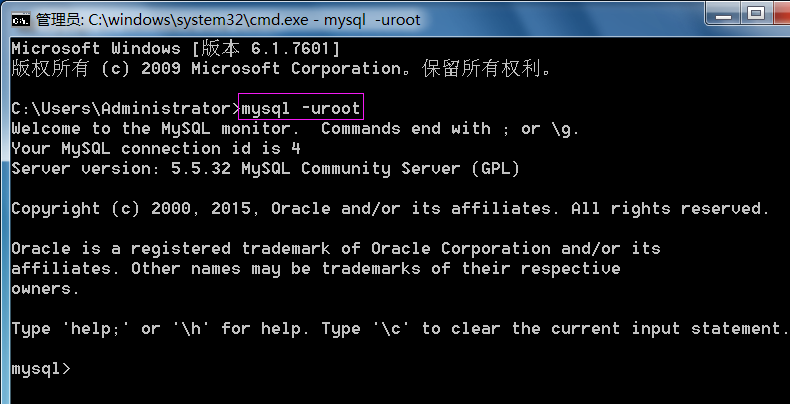 管理员: C:\windows\system32\cmd.exe - mysql  -uroot
Microsoft Windows [版本 6.1.7601]
版权所有 (c) 2009 Microsoft Corporation。保留所有权利。
C:\Users\Administrator>mysql -uroot
Welcome to the MySQL monitor.  Commands end with ; or \g.
Your MySQL connection id is 4
Server version: 5.5.32 MySQL Community Server (GPL)
Copyright (c) 2000, 2015, Oracle and/or its affiliates. All rights reserved.
Oracle is a registered trademark of Oracle Corporation and/or its
affiliates. Other names may be trademarks of their respective
owners.
Type 'help;' or '\h' for help. Type '\c' to clear the current input statement.
mysql>